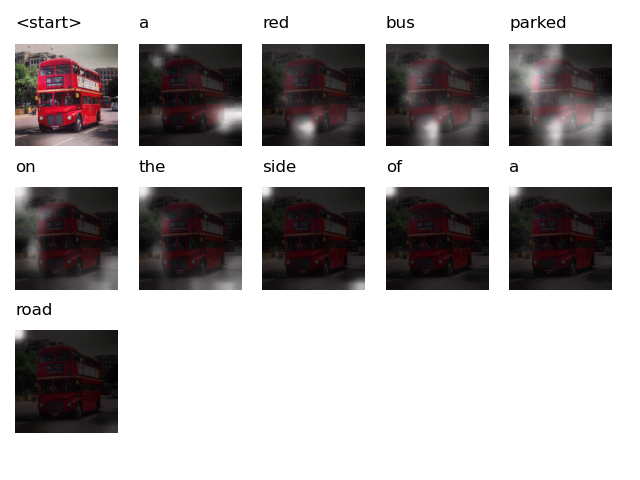 <start> a red bus parked
on the side of a
road